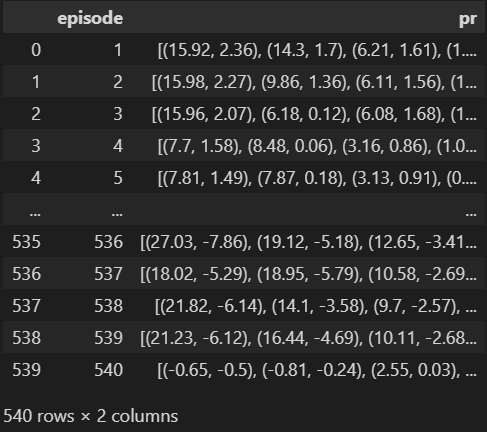 episode pr
0 1 [(15.92, 2.36), (14.3, 1.7), (6.21, 1.61), (1....
1 2 [(15.98, 2.27), (9.86, 1.36), (6.11, 1.56), (1...
2 3 [(15.96, 2.07), (6.18, 0.12), (6.08, 1.68), (1...
3 4 [(7.7, 1.58), (8.48, 0.06), (3.16, 0.86), (1.0...
4 5 [(7.81, 1.49), (7.87, 0.18), (3.13, 0.91), (0....
... ... ...
535 536 [(27.03, -7.86), (19.12, -5.18), (12.65, -3.41...
536 537 [(18.02, -5.29), (18.95, -5.79), (10.58, -2.69...
537 538 [(21.82, -6.14), (14.1, -3.58), (9.7, -2.57), ...
538 539 [(21.23, -6.12), (16.44, -4.69), (10.11, -2.68...
539 540 [(-0.65, -0.5), (-0.81, -0.24), (2.55, 0.03), ...
540 rows × 2 columns